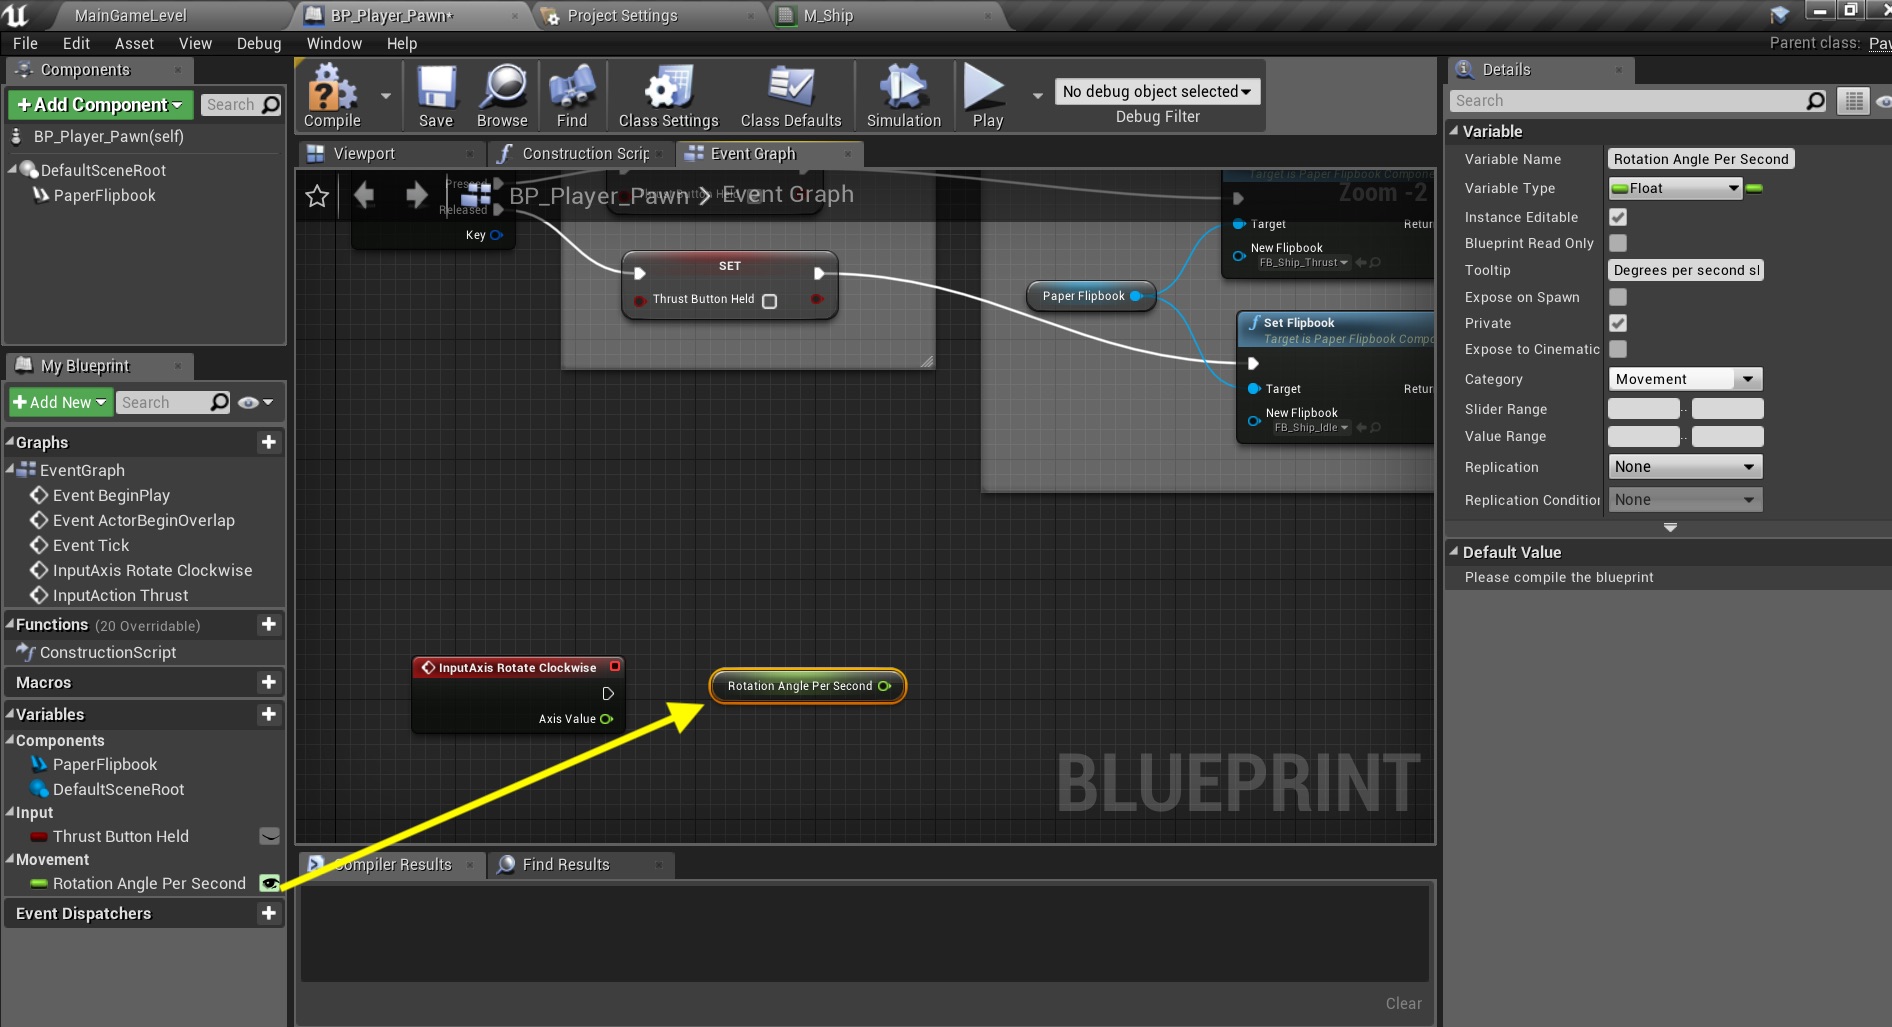 MainGameLevel
BP_Player_Pawn*
Project Settings
M_Ship
File Edit Asset View Debug Window Help
Parent class:
Components
+Add Component
Search
BP_Player_Pawn(self)
DefaultSceneRoot
PaperFlipbook
Compile
Save
Browse
Find
Class Settings
Class Defaults
Simulation
Play
No debug object selected
Debug Filter
Viewport
Construction Scrip
Event Graph
BP_Player_Pawn > Event Graph
Zoom -2
Pressed
Released
Key
SET
Thrust Button Held
Paper Flipbook
Target is Paper Flipbook Compone
Target
Retur
New Flipbook
FB_Ship_Thrust
Set Flipbook
Target is Paper Flipbook Compo
Target
Retur
New Flipbook
FB_Ship_Idle
InputAxis Rotate Clockwise
Axis Value
Rotation Angle Per Second
BLUEPRINT
My Blueprint
+Add New
Search
Graphs
EventGraph
Event BeginPlay
Event ActorBeginOverlap
Event Tick
InputAxis Rotate Clockwise
InputAction Thrust
Functions (20 Overridable)
ConstructionScript
Macros
Variables
Components
PaperFlipbook
DefaultSceneRoot
Input
Thrust Button Held
Movement
Rotation Angle Per Second
Event Dispatchers
Compiler Results
Find Results
Clear
Details
Search
Variable
Variable Name Rotation Angle Per Second
Variable Type Float
Instance Editable
Blueprint Read Only
Tooltip Degrees per second sl
Expose on Spawn
Private
Expose to Cinematic
Category Movement
Slider Range
Value Range
Replication None
Replication Condition None
Default Value
Please compile the blueprint